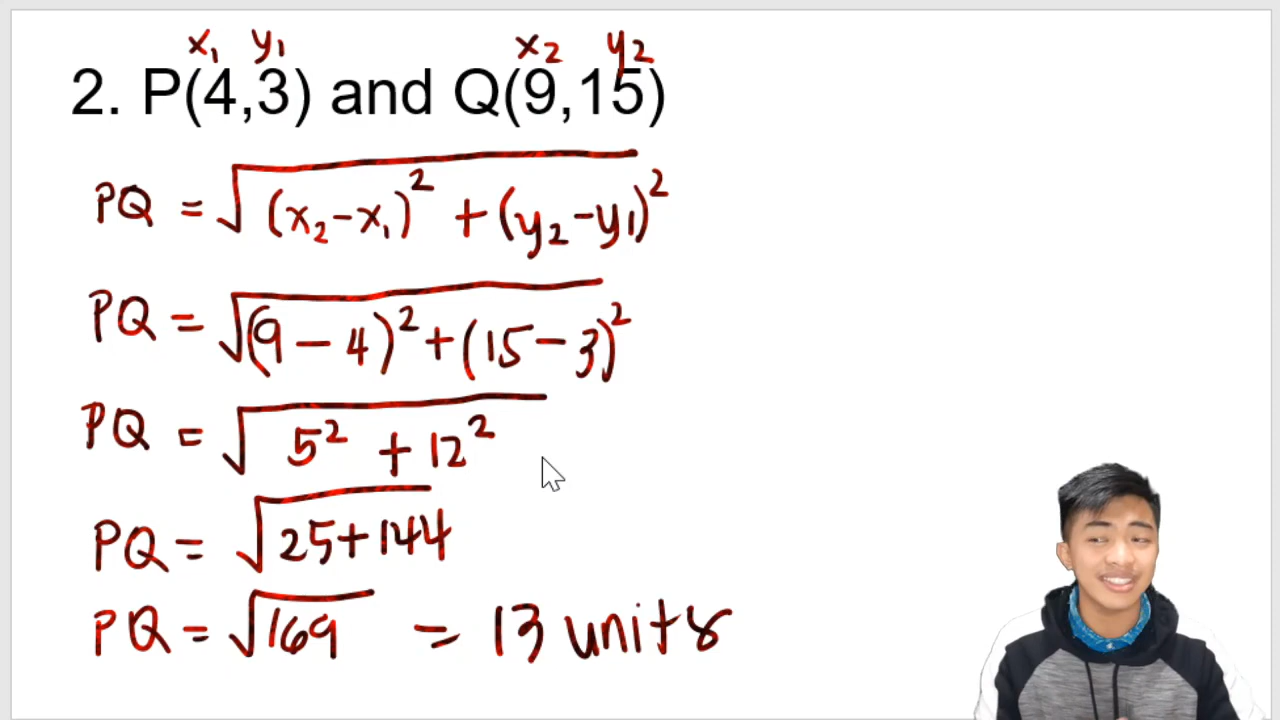 x₁ y₁ x₂ y₂
2. P(4,3) and Q(9,15)
PQ = √(x₂-x₁)² + (y₂-y₁)²
PQ = √(9-4)² + (15-3)²
PQ = √5² + 12²
PQ = √25+144
PQ = √169 = 13 units